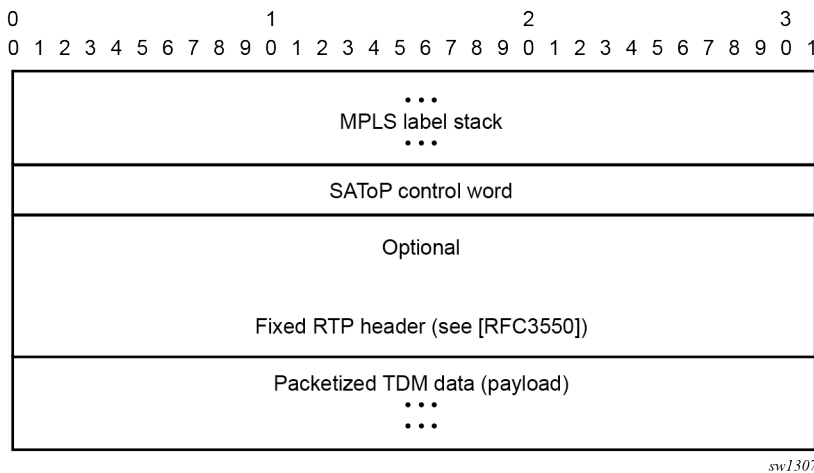 0 1 2 3
0 1 2 3 4 5 6 7 8 9 0 1 2 3 4 5 6 7 8 9 0 1 2 3 4 5 6 7 8 9 0 1
...
MPLS label stack
...
SAToP control word
Optional
Fixed RTP header (see [RFC3550])
Packetized TDM data (payload)
...
...
sw1307